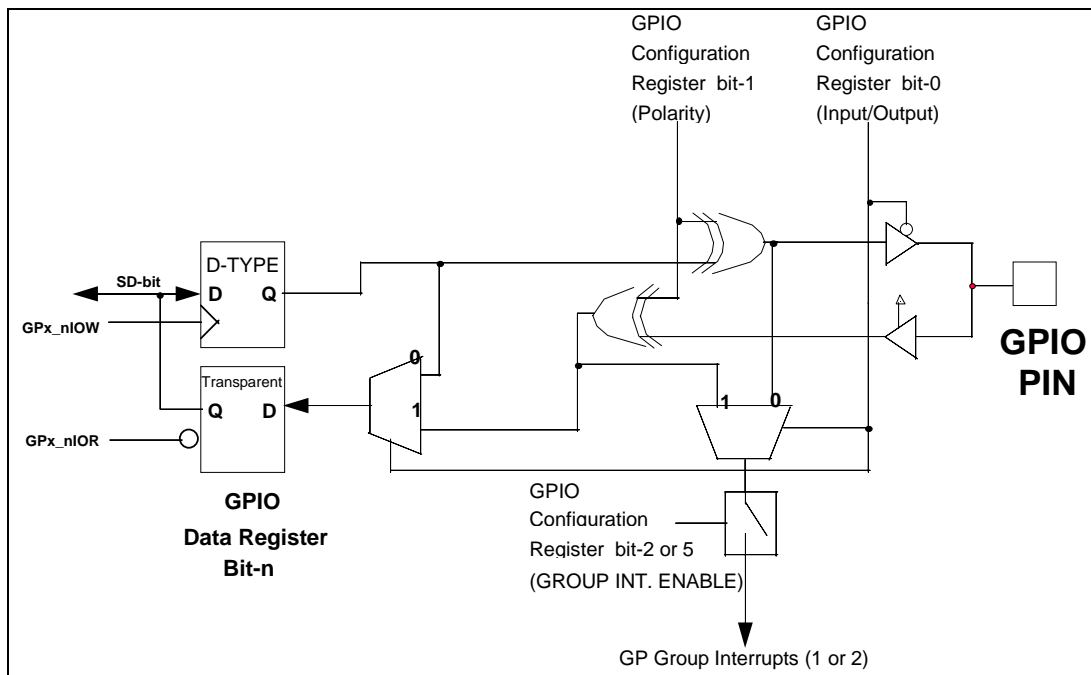 GPIO
Configuration
Register bit-1
(Polarity)
GPIO
Configuration
Register bit-0
(Input/Output)
D-TYPE
SD-bit
D
Q
GPx_nIOW
GPIO
PIN
0
1
Transparent
Q
D
GPx_nIOR
1
0
GPIO
Data Register
Bit-n
GPIO
Configuration
Register bit-2 or 5
(GROUP INT. ENABLE)
GP Group Interrupts (1 or 2)